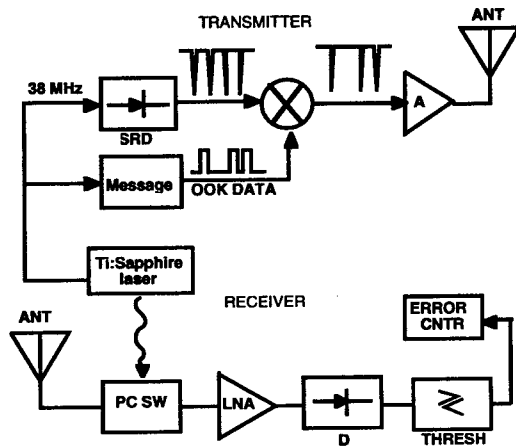 TRANSMITTER
ANT
38 MHz
SRD
A
Message
OOK DATA
Ti:Sapphire
laser
RECEIVER
ANT
ERROR
CNTR
PC SW
LNA
D
THRESH